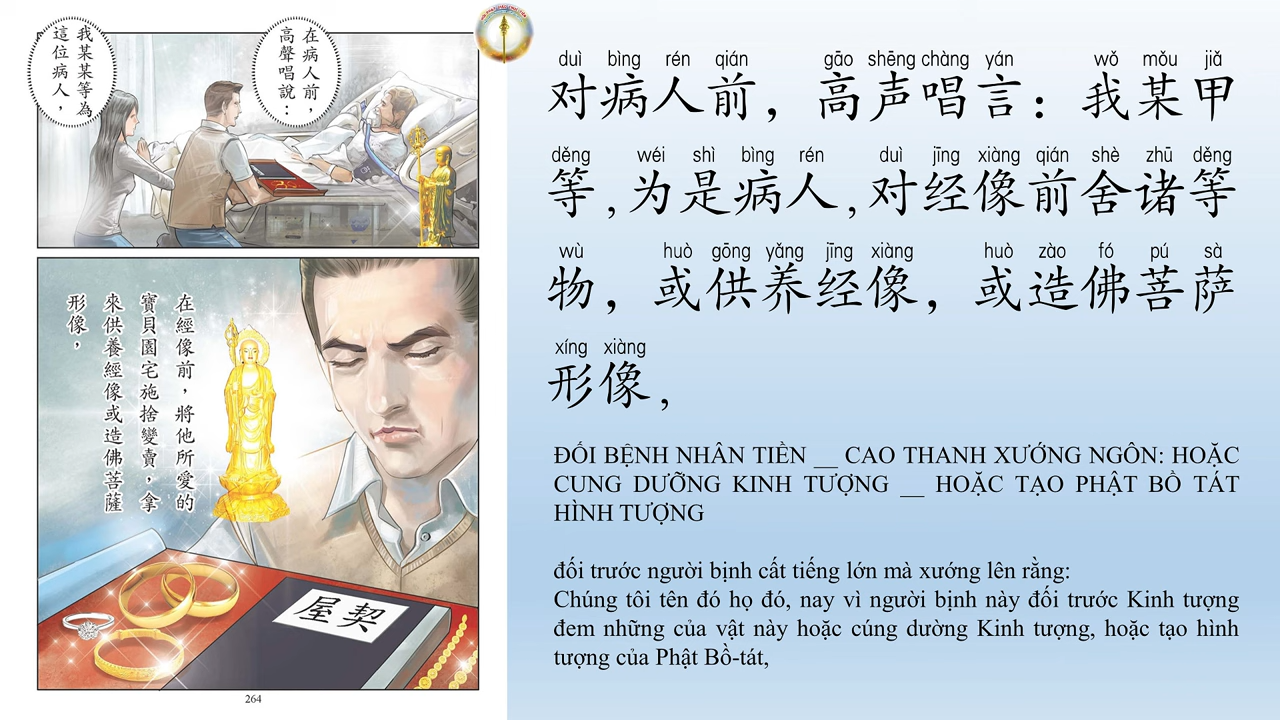 在病人前，
高聲唱說：
我某某等為
這位病人，
在經像前，將他所愛的
寶貝園宅施捨變賣，拿
來供養經像或造佛菩薩
形像，
屋契
264
duì bìng rén qián gāo shēng chàng yán wǒ mǒu jiǎ
对病人前，高声唱言：我某甲
děng wéi shì bìng rén duì jīng xiàng qián shè zhū děng
等,为是病人,对经像前舍诸等
wù huò gōng yǎng jīng xiàng huò zào fó pú sà
物，或供养经像，或造佛菩萨
xíng xiàng
形像,
ĐỐI BỆNH NHÂN TIỀN __ CAO THANH XƯỚNG NGÔN: HOẶC
CUNG DƯỠNG KINH TƯỢNG __ HOẶC TẠO PHẬT BỒ TÁT
HÌNH TƯỢNG
đối trước người bịnh cất tiếng lớn mà xướng lên rằng:
Chúng tôi tên đó họ đó, nay vì người bịnh này đối trước Kinh tượng
đem những của vật này hoặc cúng dường Kinh tượng, hoặc tạo hình
tượng của Phật Bồ-tát,